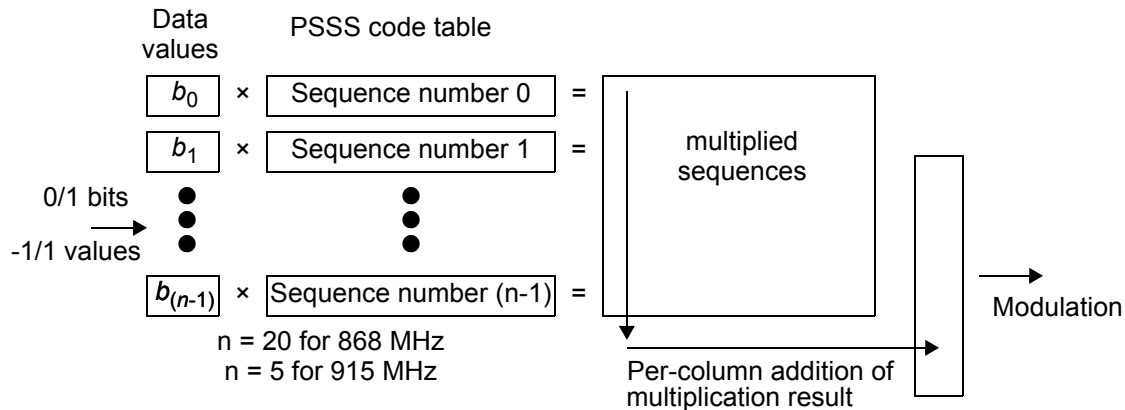 Data
values
PSSS code table
b0 × Sequence number 0 =
b1 × Sequence number 1 =
multiplied
sequences
0/1 bits
-1/1 values
b(n-1) × Sequence number (n-1) =
Modulation
n = 20 for 868 MHz
n = 5 for 915 MHz
Per-column addition of
multiplication result